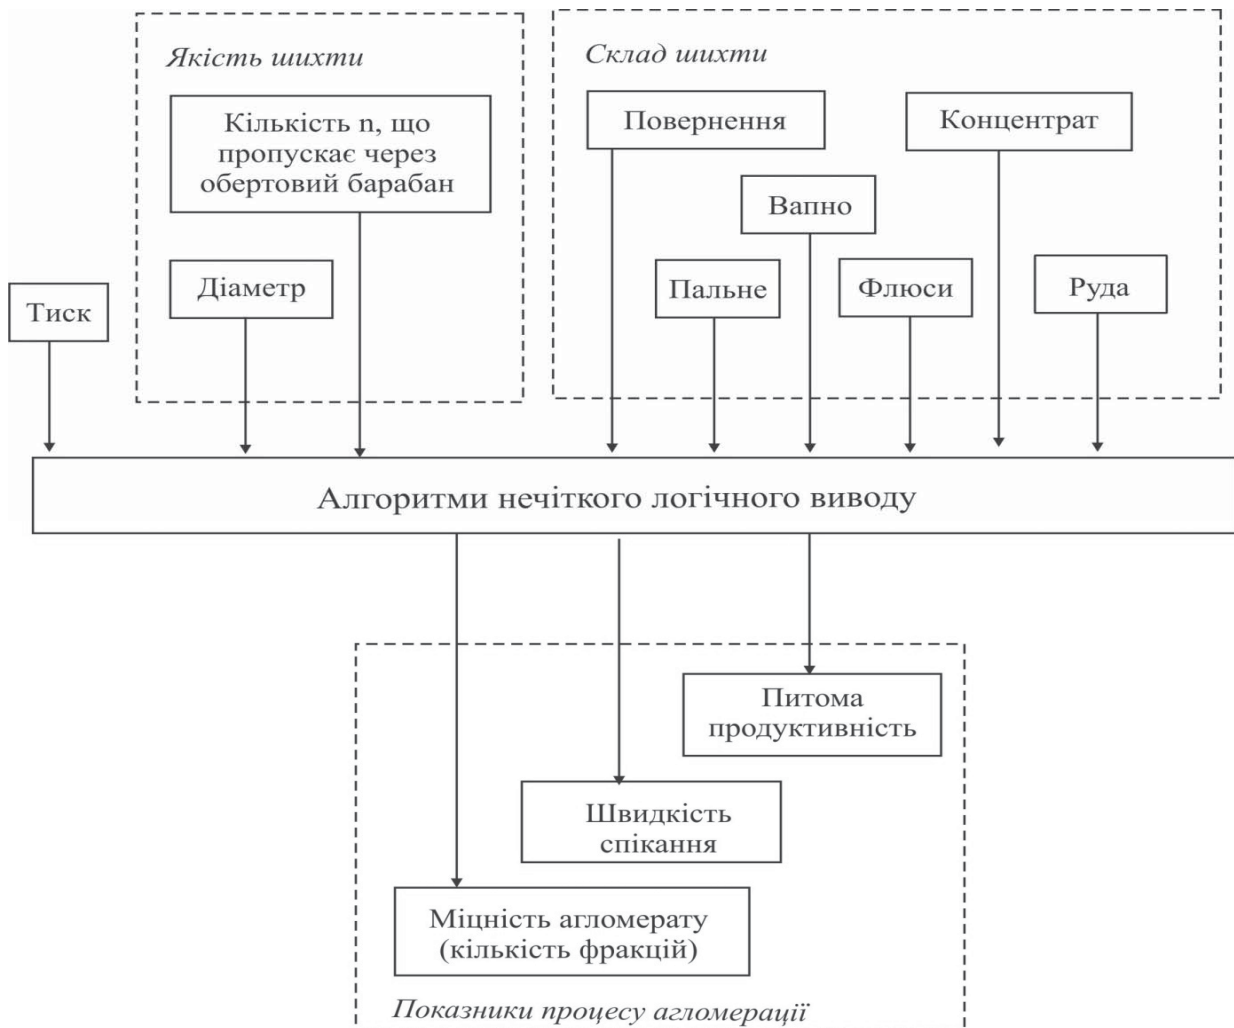 Якість шихти
Кількість n, що
пропускає через
обертовий барабан
Діаметр
Тиск
Склад шихти
Повернення
Концентрат
Вапно
Пальне
Флюси
Руда
Алгоритми нечіткого логічного виводу
Питома
продуктивність
Швидкість
спікання
Міцність агломерату
(кількість фракцій)
Показники процесу агломерації